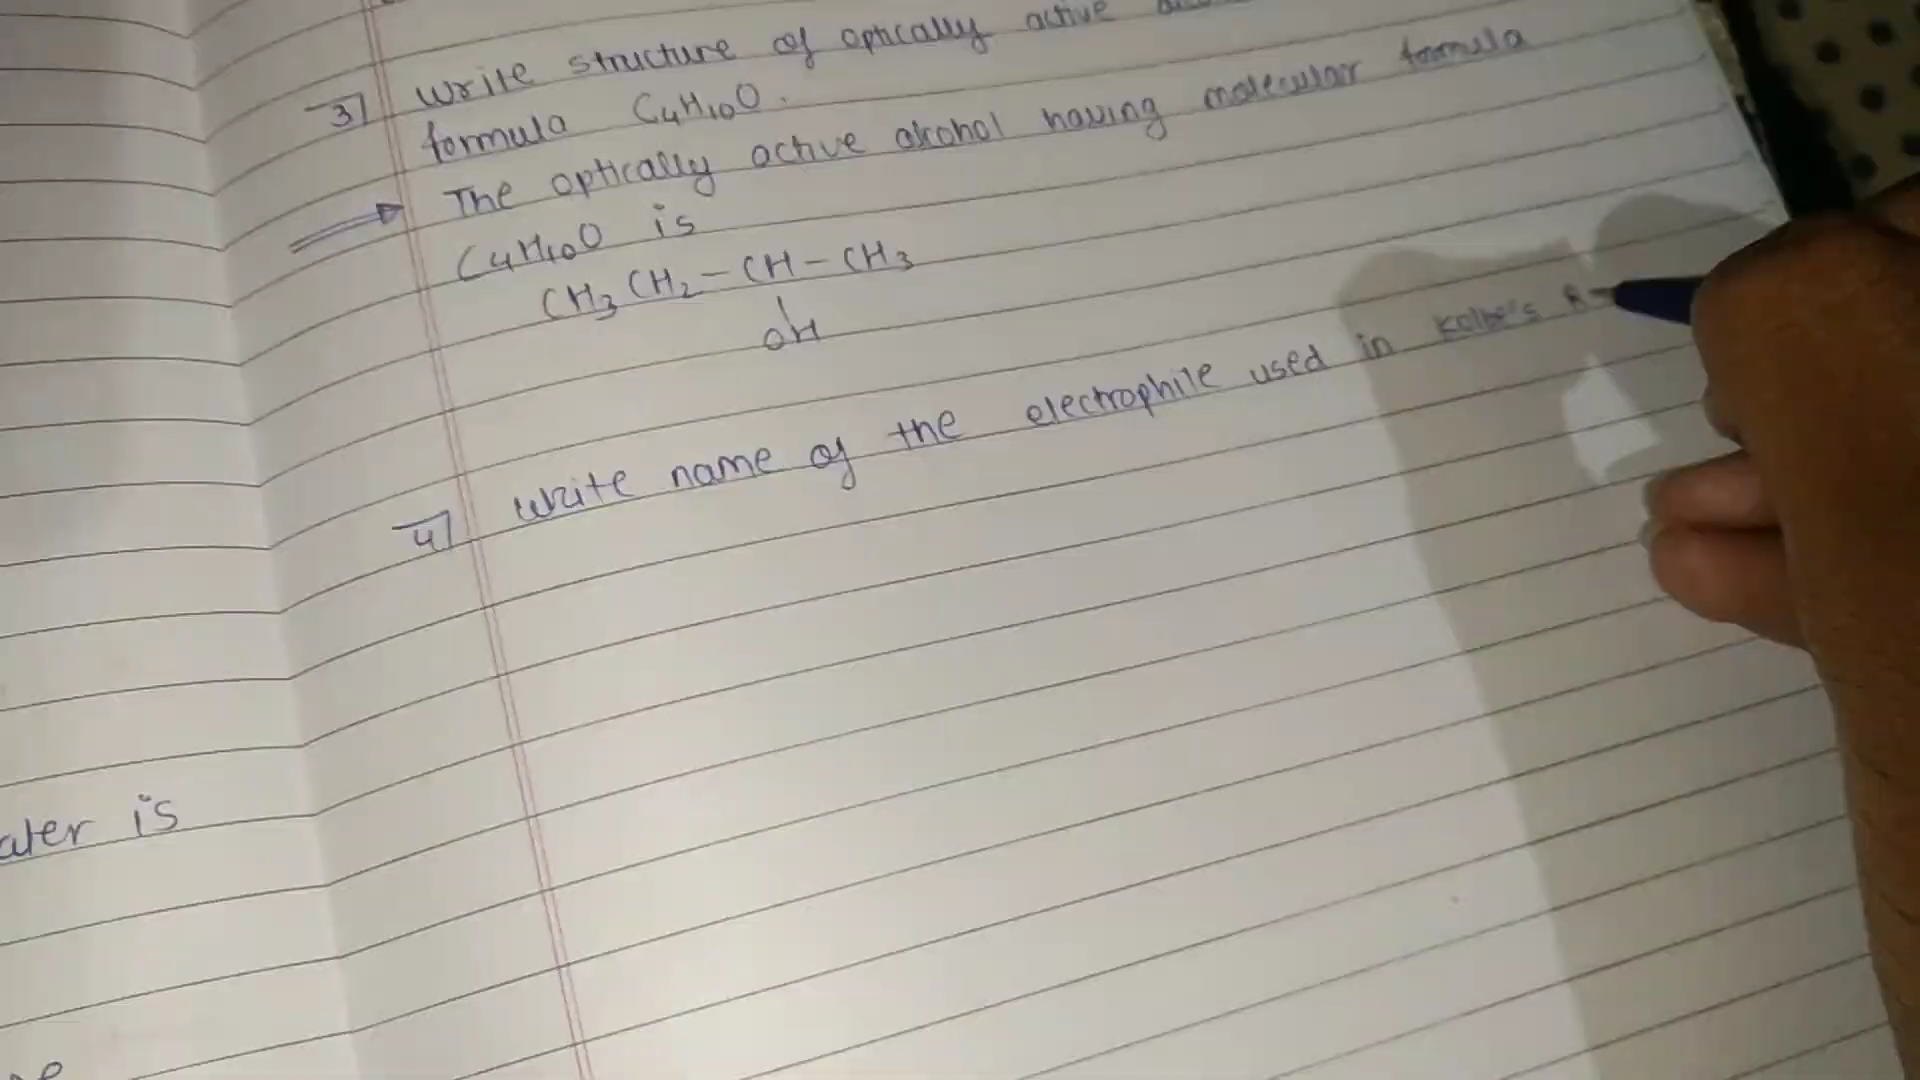 3] Write structure of optically active
formula C₄H₁₀O.
The optically active alcohol having molecular formula
C₄H₁₀O is
CH₃ CH₂ – CH – CH₃
OH
4] Write name of the electrophile used in Kolbe's R
ater is